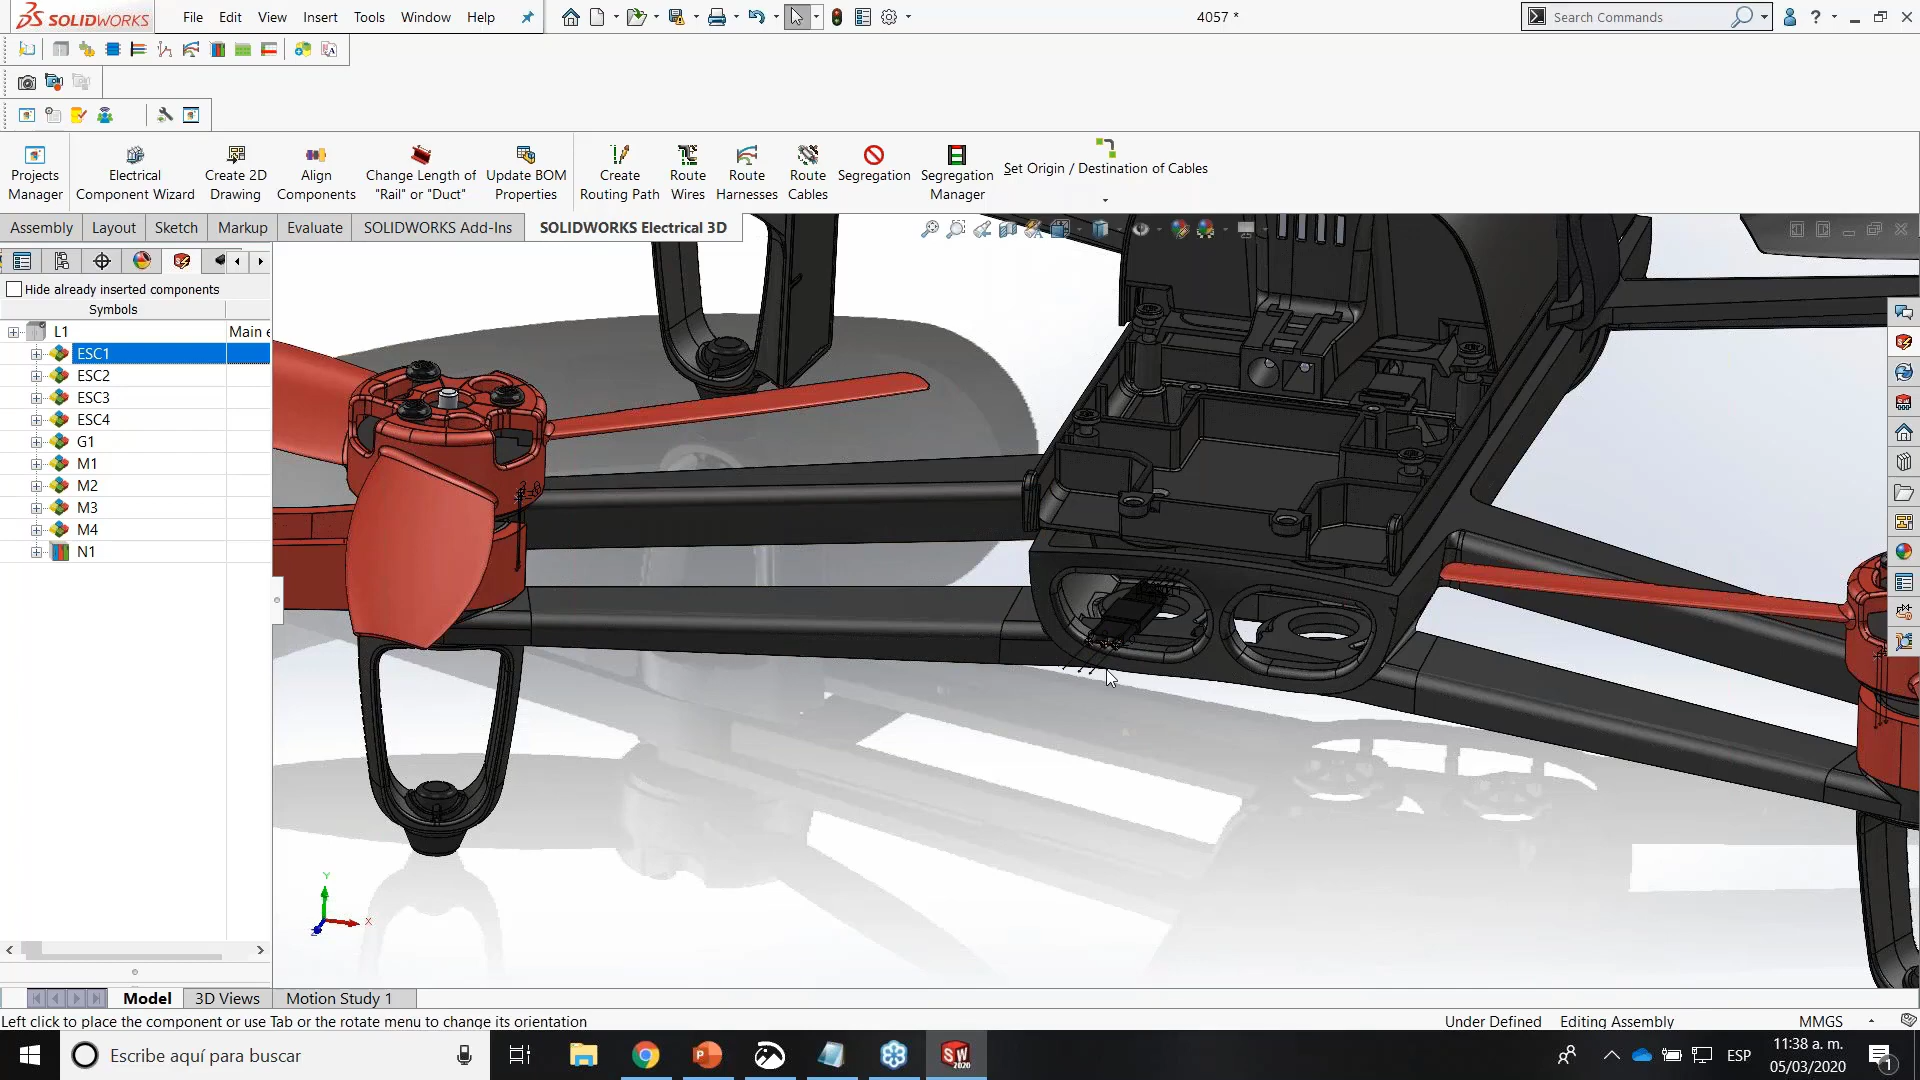 SOLIDWORKS File Edit View Insert Tools Window Help 4057 * Search Commands
Projects Manager
Electrical Component Wizard
Create 2D Drawing
Align Components
Change Length of "Rail" or "Duct"
Update BOM Properties
Create Routing Path
Route Wires
Route Harnesses
Route Cables
Segregation
Segregation Manager
Set Origin / Destination of Cables
Assembly Layout Sketch Markup Evaluate SOLIDWORKS Add-Ins SOLIDWORKS Electrical 3D
Hide already inserted components
Symbols
L1 Main e
ESC1
ESC2
ESC3
ESC4
G1
M1
M2
M3
M4
N1
Y
X
Z
Model 3D Views Motion Study 1
Left click to place the component or use Tab or the rotate menu to change its orientation Under Defined Editing Assembly MMGS
Escribe aquí para buscar
SW 2020
ESP
11:38 a. m.
05/03/2020
1